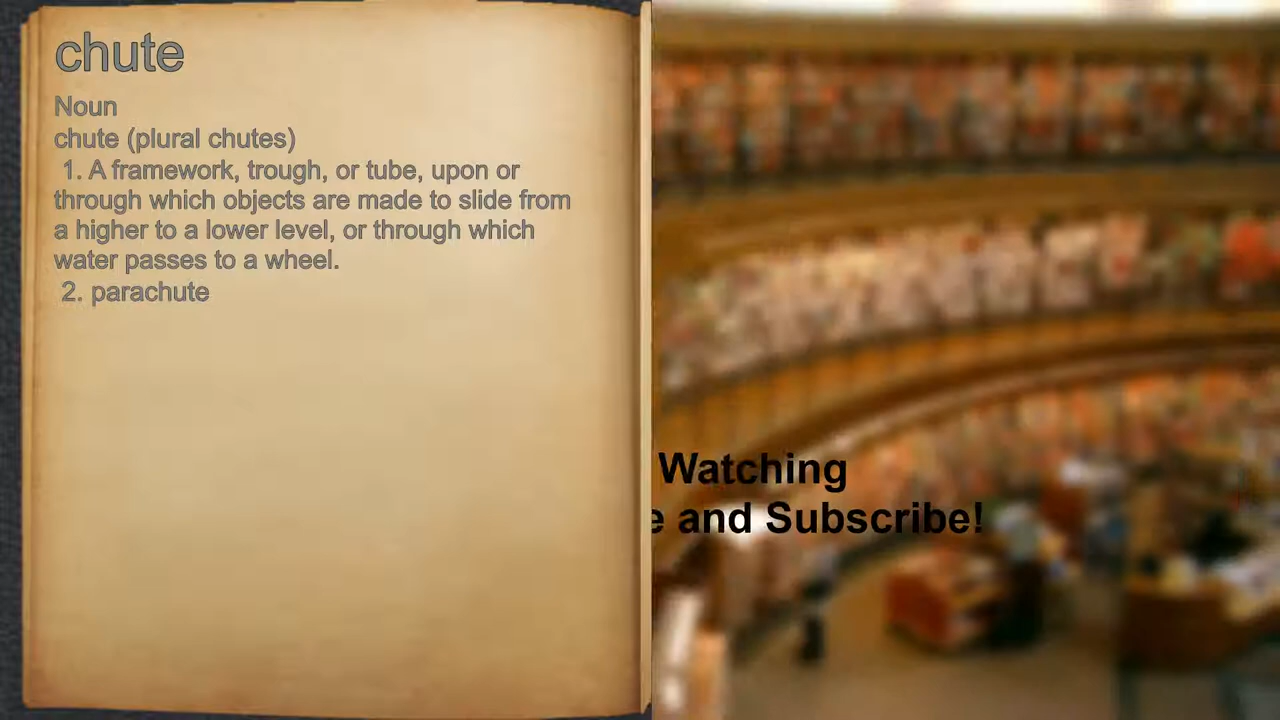 chute
Noun
chute (plural chutes)
1. A framework, trough, or tube, upon or
through which objects are made to slide from
a higher to a lower level, or through which
water passes to a wheel.
2. parachute
Watching
e and Subscribe!